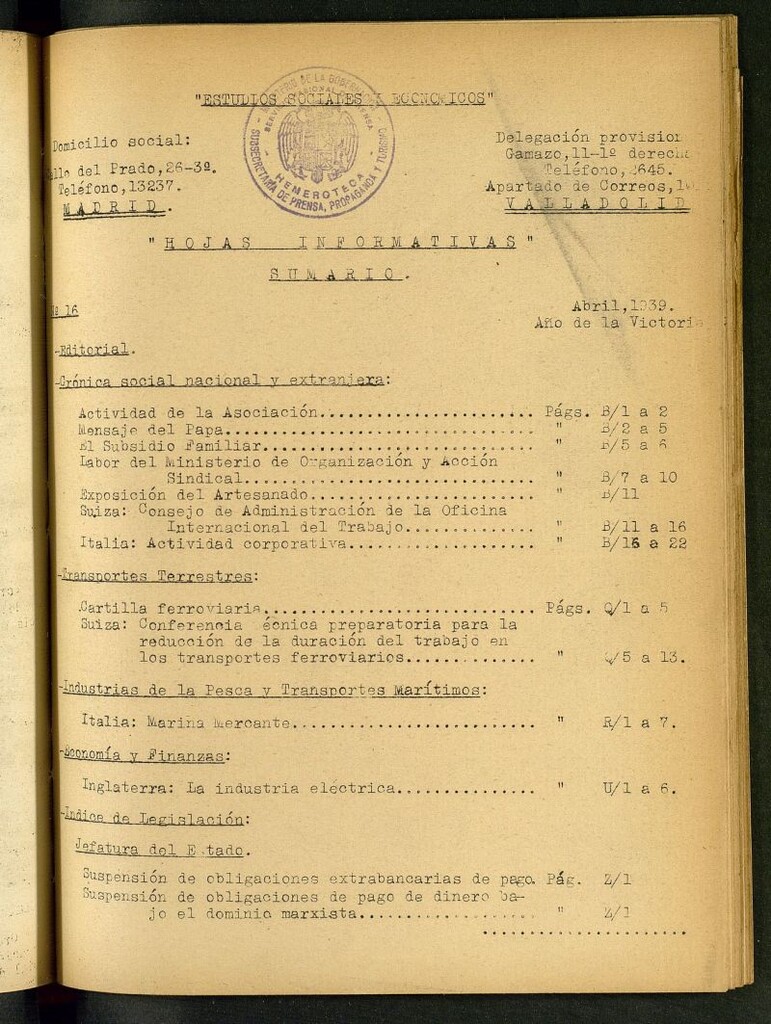 "ESTUDIOS SOCIALES Y ECONOMICOS"
MINISTERIO DE LA GOBERNACIÓN
SUBSECRETARÍA DE PRENSA, PROPAGANDA Y TURISMO
HEMEROTECA
Domicilio social:
del Prado,26-3º.
Teléfono,13237.
MADRID.
Delegación provision
Gamazo,11-1º derecha
Teléfono,2645.
Apartado de Correos,1
VALLADOLID
"HOJAS INFORMATIVAS"
SUMARIO.
Nº 16
Abril,1939.
Año de la Victoria
-Editorial.
-Crónica social nacional y extranjera:
Actividad de la Asociación........................ Págs. B/1 a 2
Mensaje del Papa................................... " B/2 a 5
El Subsidio Familiar............................... " B/5 a 6
Labor del Ministerio de Organización y Acción
Sindical................................ " B/7 a 10
Exposición del Artesanado......................... " B/11
Suiza: Consejo de Administración de la Oficina
Internacional del Trabajo............... " B/11 a 16
Italia: Actividad corporativa..................... " B/16 a 22
-Transportes Terrestres:
Cartilla ferroviaria.............................. Págs. Q/1 a 5
Suiza: Conferencia écnica preparatoria para la
reducción de la duración del trabajo en
los transportes ferroviarios.............. " Q/5 a 13.
-Industrias de la Pesca y Transportes Marítimos:
Italia: Marina Mercante........................... " R/1 a 7.
-Economía y Finanzas:
Inglaterra: La industria eléctrica............... " U/1 a 6.
-Indice de Legislación:
Jefatura del E tado.
Suspensión de obligaciones extrabancarias de pago. Pág. Z/1
Suspensión de obligaciones de pago de dinero ba-
jo el dominio marxista.................... " Z/1
.....................